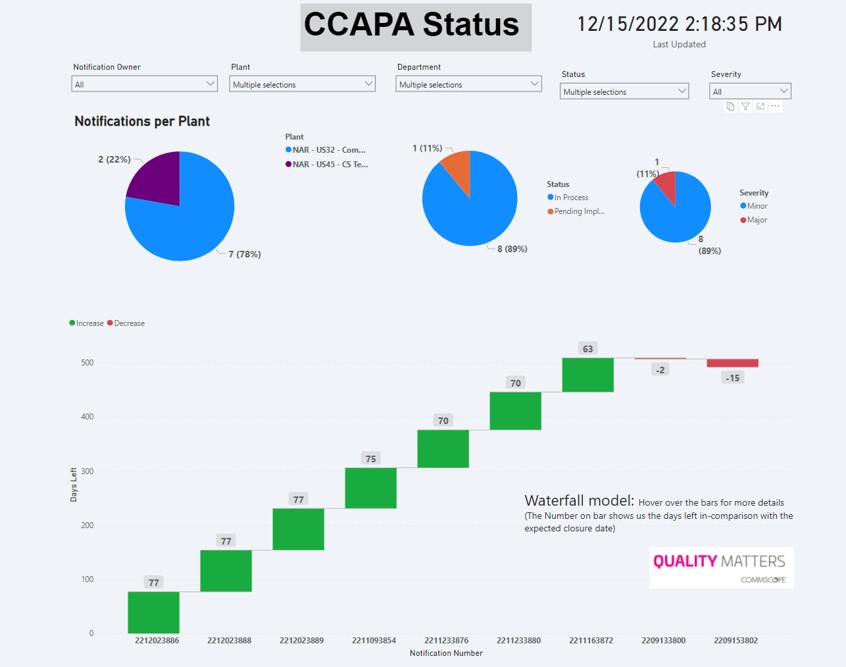 CCAPA Status
12/15/2022 2:18:35 PM
Last Updated
Notification Owner
All
Plant
Multiple selections
Department
Multiple selections
Status
Multiple selections
Severity
All
Notifications per Plant
2 (22%)
7 (78%)
Plant
NAR - US32 - Com...
NAR - US45 - CS Te...
1 (11%)
8 (89%)
Status
In Process
Pending Impl...
1
(11%)
8
(89%)
Severity
Minor
Major
Increase
Decrease
Days Left
500
400
300
200
100
0
77
77
77
75
70
70
63
-2
-15
Waterfall model: Hover over the bars for more details
(The Number on bar shows us the days left in-comparison with the
expected closure date)
QUALITY MATTERS
COMMSCOPE
2212023886 2212023888 2212023889 2211093854 2211233876 2211233880 2211163872 2209133800 2209153802
Notification Number